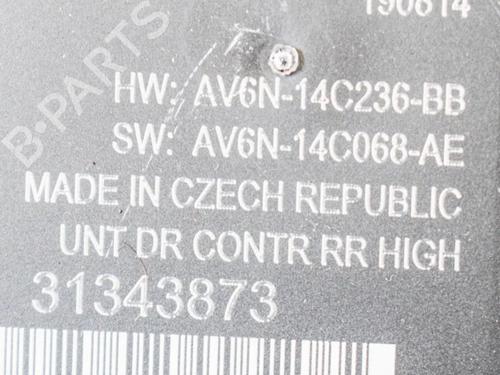 190614
HW: AV6N-14C236-BB
SW: AV6N-14C068-AE
MADE IN CZECH REPUBLIC
UNT DR CONTR RR HIGH
31343873
B-PARTS